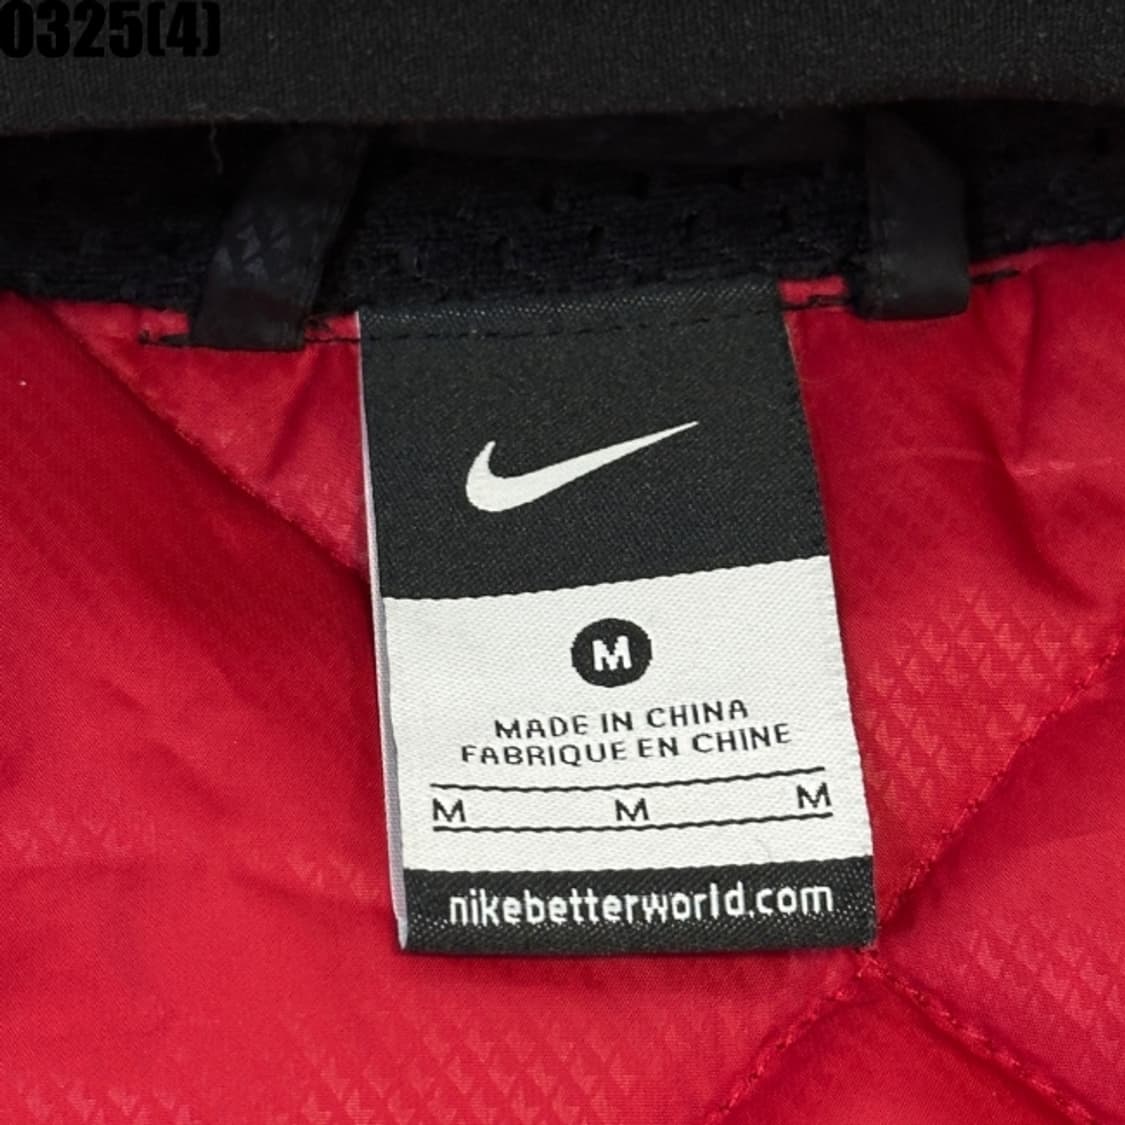 0325(4)
M
MADE IN CHINA
FABRIQUE EN CHINE
M M M
nikebetterworld.com